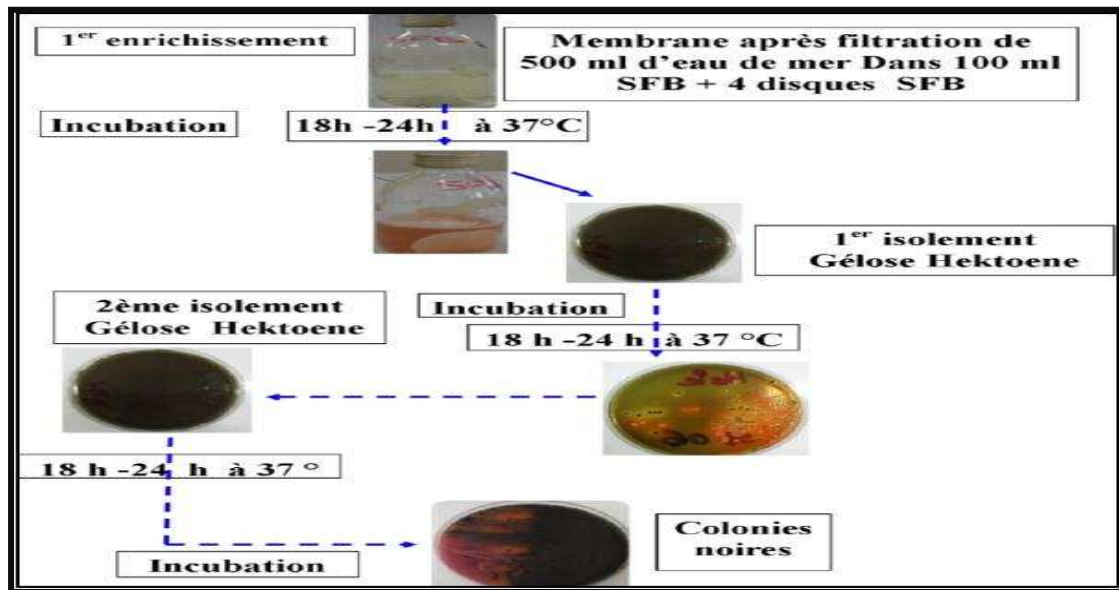 1er enrichissement
Membrane après filtration de
500 ml d'eau de mer Dans 100 ml
SFB + 4 disques SFB
Incubation
18h -24h à 37°C
1er isolement
Gélose Hektoene
Incubation
18 h -24 h à 37 °C
2ème isolement
Gélose Hektoene
18 h -24 h à 37 °
Colonies
noires
Incubation